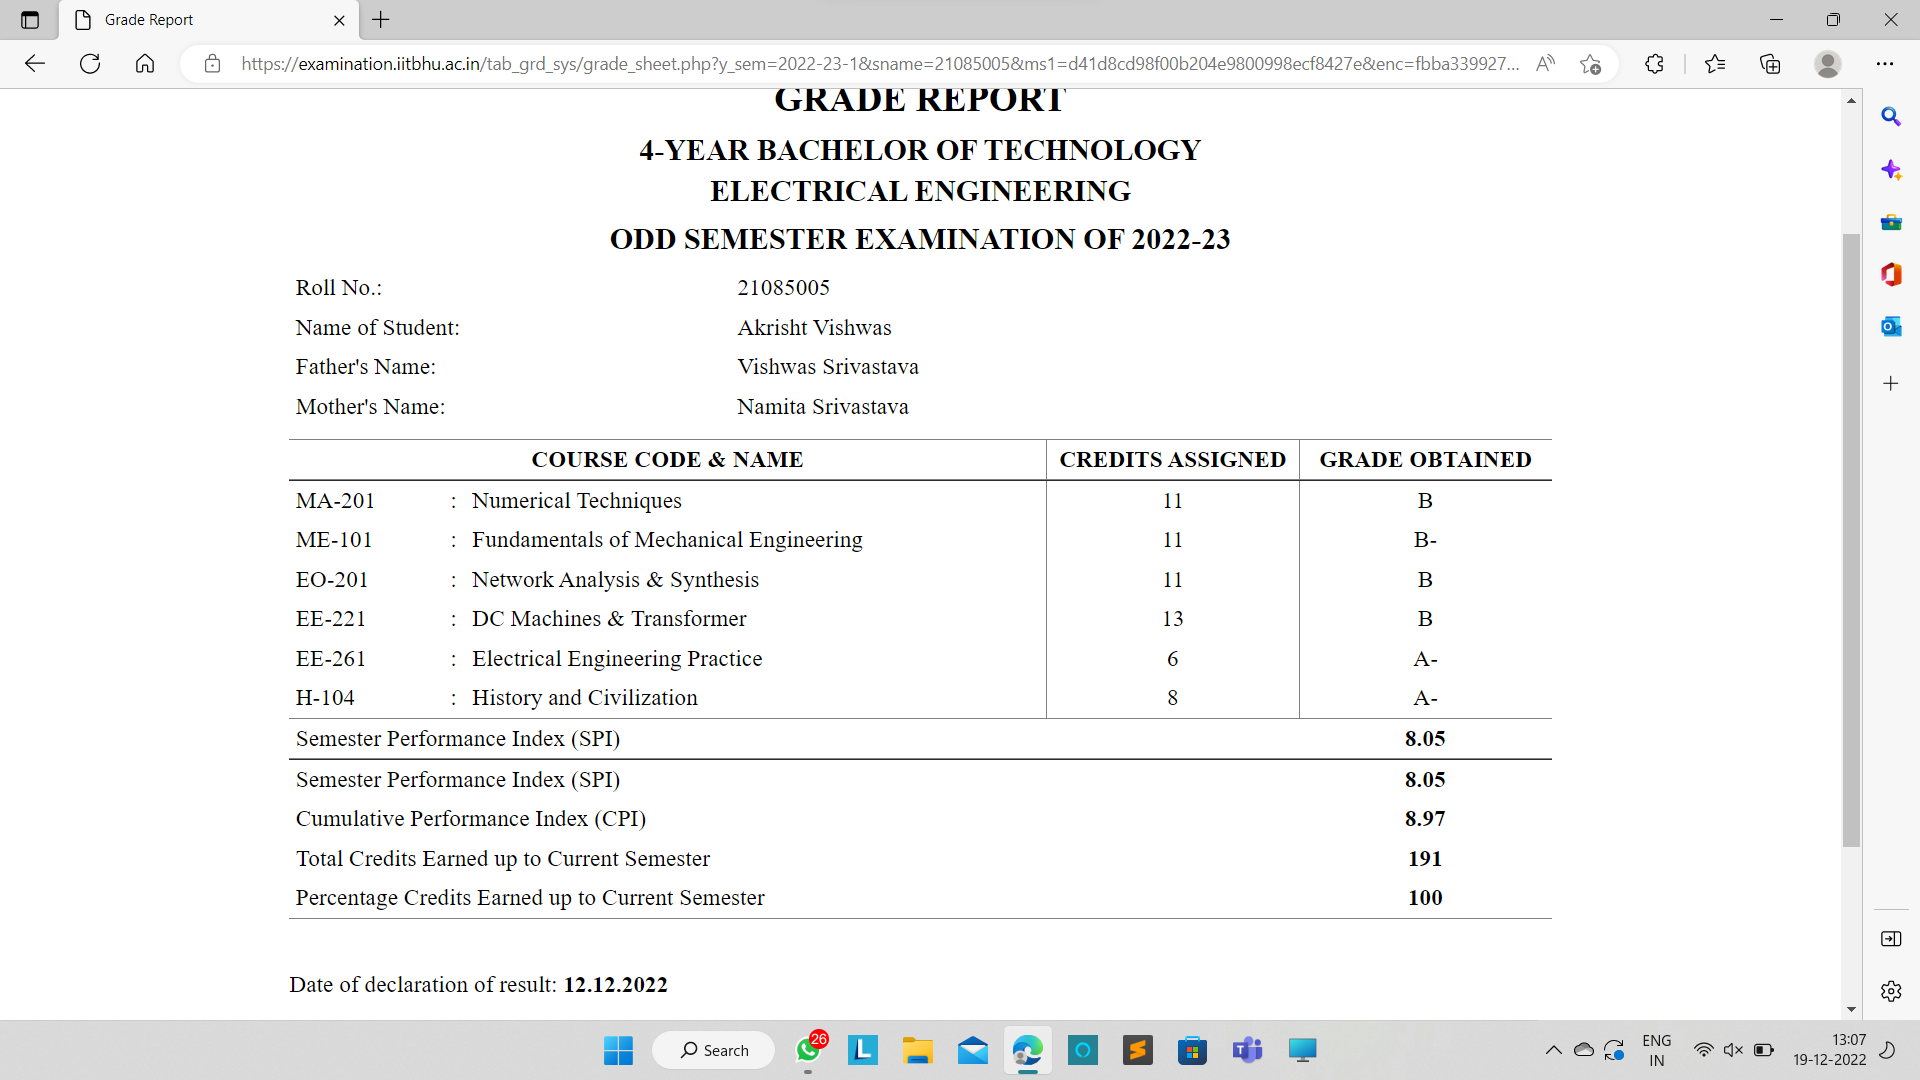 Grade Report
https://examination.iitbhu.ac.in/tab_grd_sys/grade_sheet.php?y_sem=2022-23-1&sname=21085005&ms1=d41d8cd98f00b204e9800998ecf8427e&enc=fbba339927...
GRADE REPORT
4-YEAR BACHELOR OF TECHNOLOGY
ELECTRICAL ENGINEERING
ODD SEMESTER EXAMINATION OF 2022-23
Roll No.: 21085005
Name of Student: Akrisht Vishwas
Father's Name: Vishwas Srivastava
Mother's Name: Namita Srivastava
COURSE CODE & NAME CREDITS ASSIGNED GRADE OBTAINED
MA-201 : Numerical Techniques 11 B
ME-101 : Fundamentals of Mechanical Engineering 11 B-
EO-201 : Network Analysis & Synthesis 11 B
EE-221 : DC Machines & Transformer 13 B
EE-261 : Electrical Engineering Practice 6 A-
H-104 : History and Civilization 8 A-
Semester Performance Index (SPI) 8.05
Semester Performance Index (SPI) 8.05
Cumulative Performance Index (CPI) 8.97
Total Credits Earned up to Current Semester 191
Percentage Credits Earned up to Current Semester 100
Date of declaration of result: 12.12.2022
Search 26 ENG 13:07
IN 19-12-2022